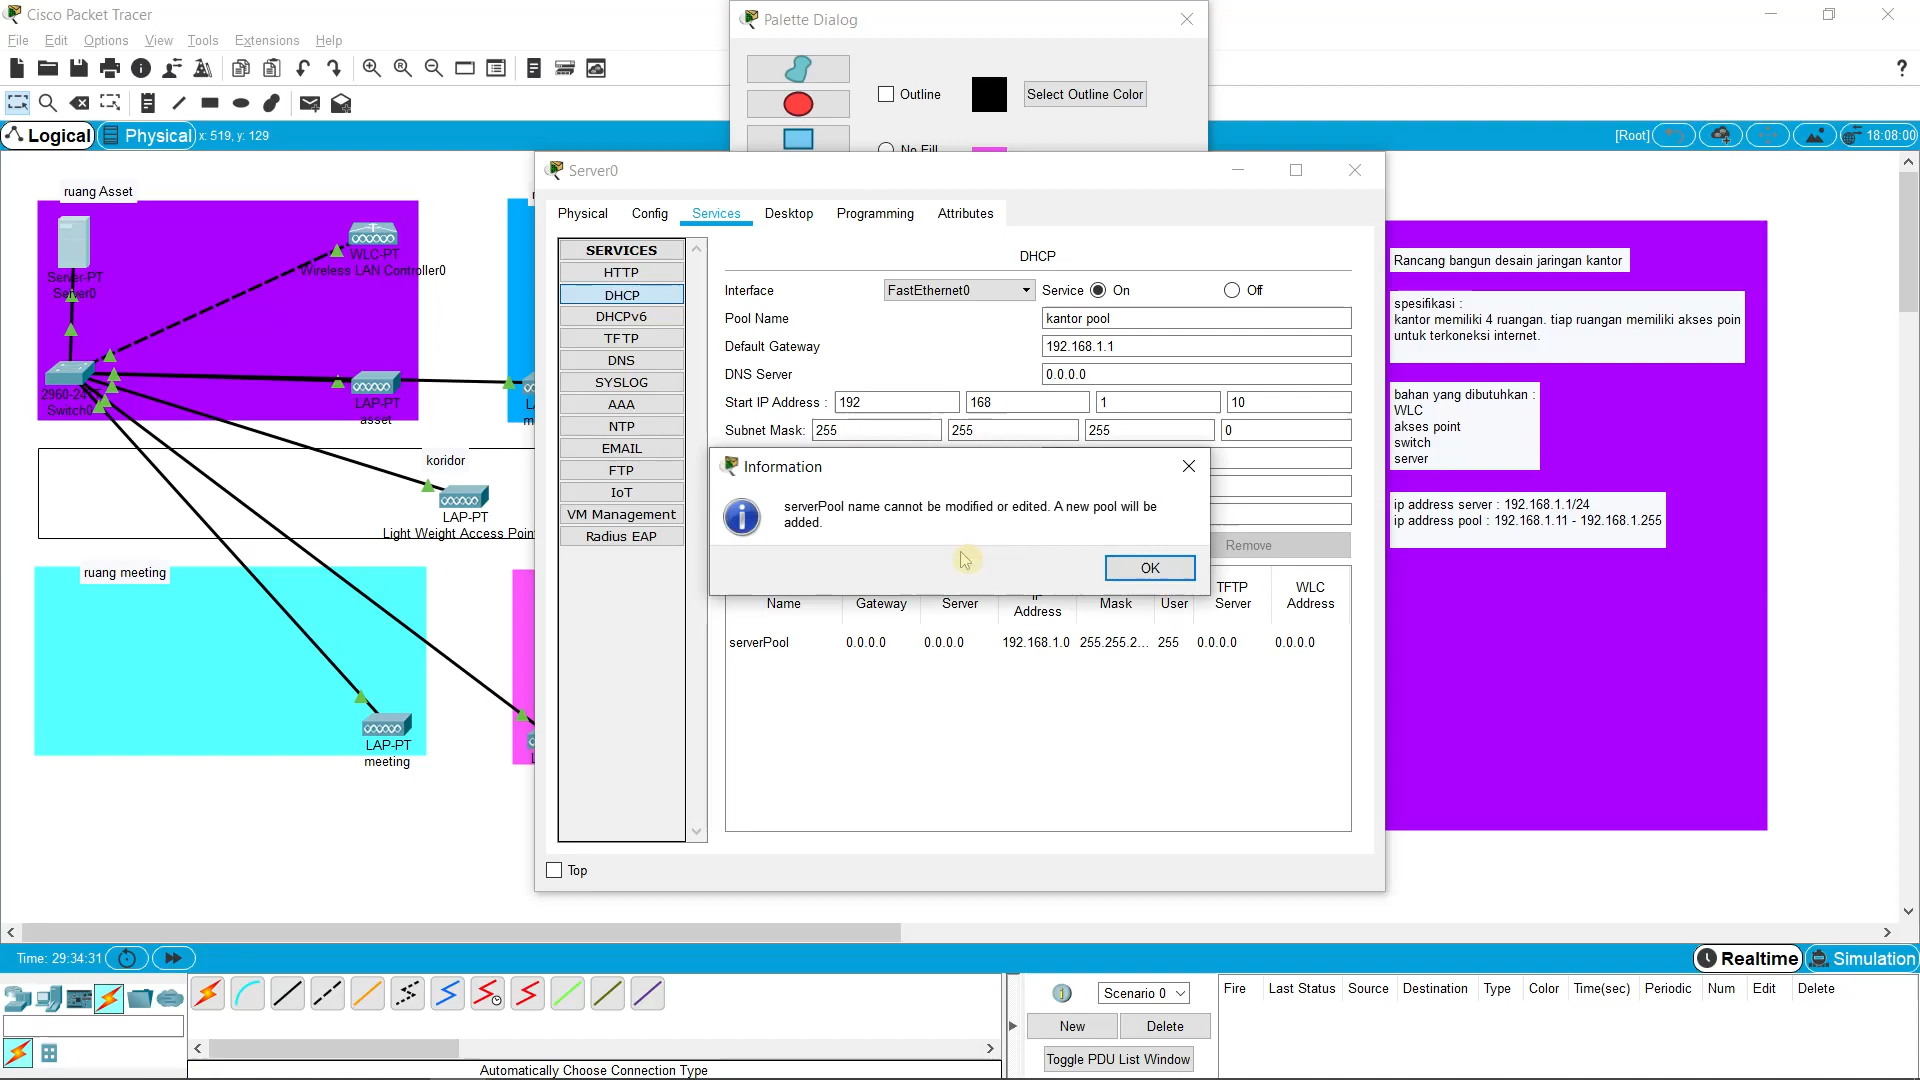 Cisco Packet Tracer
File Edit Options View Tools Extensions Help
?
Logical
Physical
x: 519, y: 129
[Root]
18:08:00
Palette Dialog
Outline
Select Outline Color
No Fill
ruang Asset
WLC-PT
Wireless LAN Controller0
Server-PT
Server0
Switch0
LAP-PT
asset
koridor
LAP-PT
Light Weight Access Poin
ruang meeting
LAP-PT
meeting
Server0
Physical Config Services Desktop Programming Attributes
SERVICES
HTTP
DHCP
DHCPv6
TFTP
DNS
SYSLOG
AAA
NTP
EMAIL
FTP
IoT
VM Management
Radius EAP
DHCP
Interface FastEthernet0 Service On Off
Pool Name kantor pool
Default Gateway 192.168.1.1
DNS Server 0.0.0.0
Start IP Address : 192 168 1 10
Subnet Mask: 255 255 255 0
Information
serverPool name cannot be modified or edited. A new pool will be
added.
OK
Remove
Name Gateway Server Address Mask User TFTP Server WLC Address
serverPool 0.0.0.0 0.0.0.0 192.168.1.0 255.255.2... 255 0.0.0.0 0.0.0.0
Top
Rancang bangun desain jaringan kantor
spesifikasi :
kantor memiliki 4 ruangan. tiap ruangan memiliki akses poin
untuk terkoneksi internet.
bahan yang dibutuhkan :
WLC
akses point
switch
server
ip address server : 192.168.1.1/24
ip address pool : 192.168.1.11 - 192.168.1.255
Time: 29:34:31
Realtime
Simulation
Scenario 0
New
Delete
Toggle PDU List Window
Fire Last Status Source Destination Type Color Time(sec) Periodic Num Edit Delete
Automatically Choose Connection Type